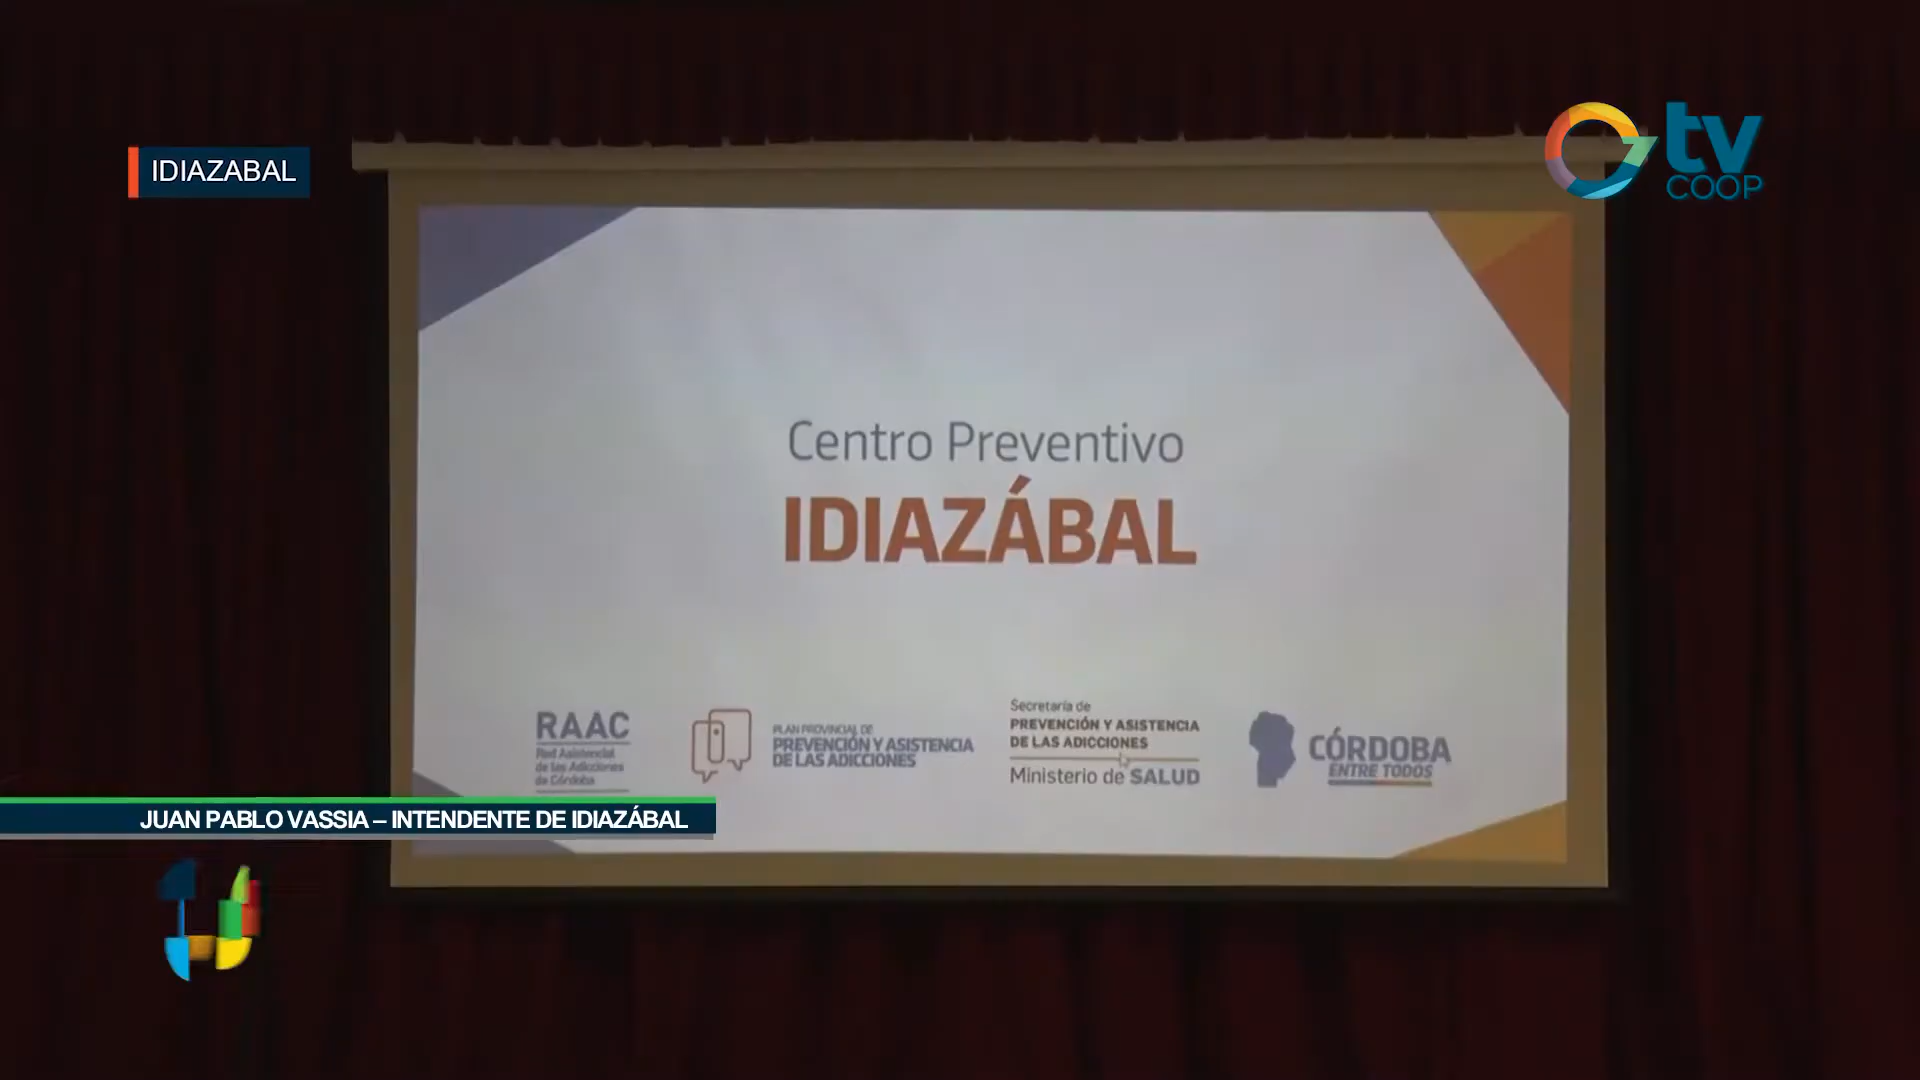 IDIAZABAL
tv
COOP
Centro Preventivo
IDIAZÁBAL
RAAC
Red Asistencial
de las Adicciones
de Córdoba
PLAN PROVINCIAL DE
PREVENCIÓN Y ASISTENCIA
DE LAS ADICCIONES
Secretaría de
PREVENCIÓN Y ASISTENCIA
DE LAS ADICCIONES
Ministerio de SALUD
CÓRDOBA
ENTRE TODOS
JUAN PABLO VASSIA – INTENDENTE DE IDIAZÁBAL